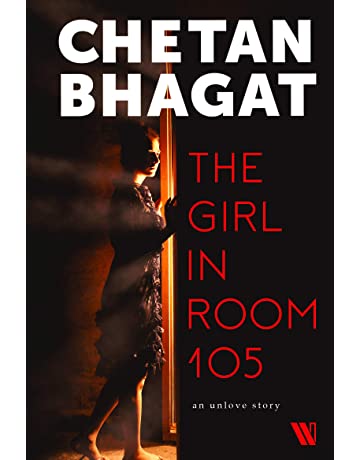 CHETAN
BHAGAT
THE
GIRL
IN
ROOM
105
an unlove story
W